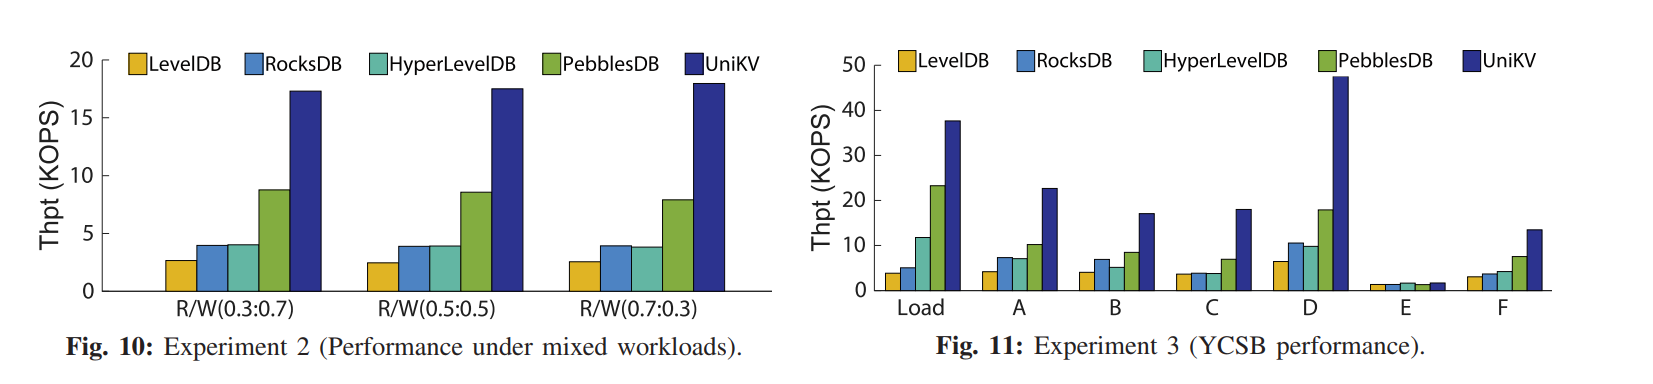 20
15
10
5
0
Thpt (KOPS)
LevelDB RocksDB HyperLevelDB PebblesDB UniKV
R/W(0.3:0.7) R/W(0.5:0.5) R/W(0.7:0.3)
Fig. 10: Experiment 2 (Performance under mixed workloads).
50
40
30
20
10
0
Thpt (KOPS)
LevelDB RocksDB HyperLevelDB PebblesDB UniKV
Load A B C D E F
Fig. 11: Experiment 3 (YCSB performance).